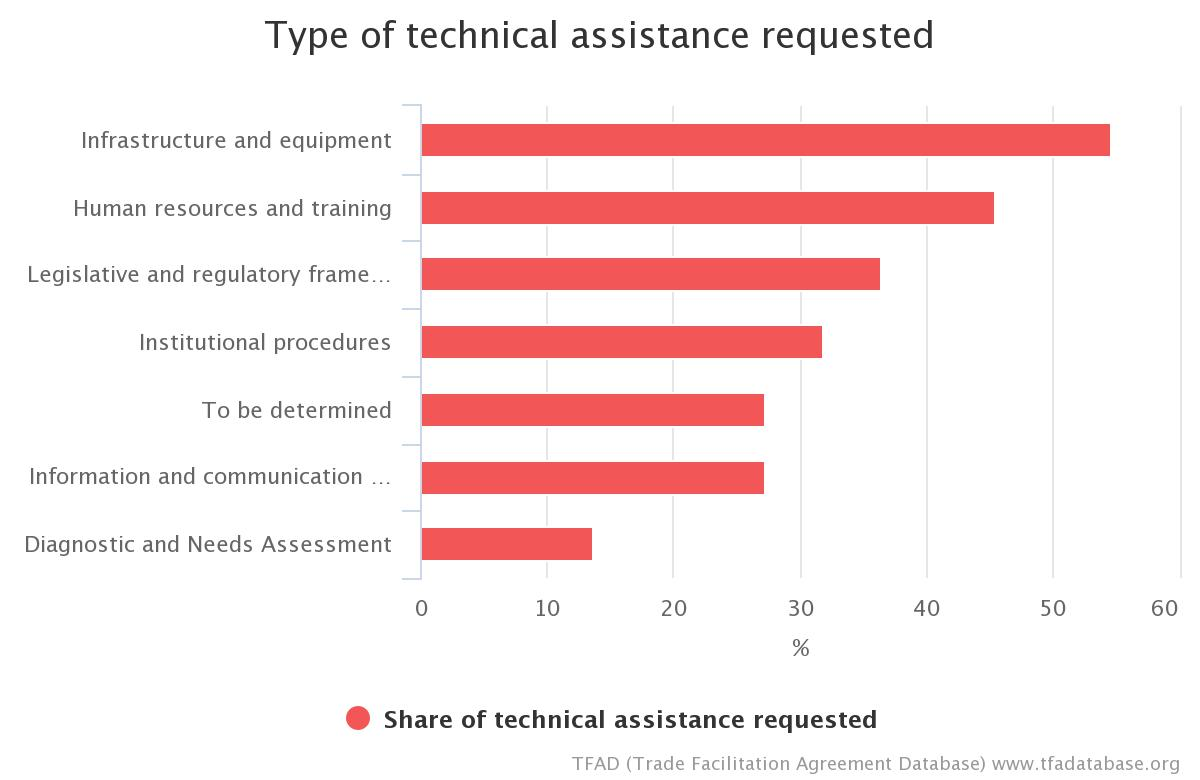 Type of technical assistance requested
Infrastructure and equipment
Human resources and training
Legislative and regulatory frame...
Institutional procedures
To be determined
Information and communication ...
Diagnostic and Needs Assessment
0 10 20 30 40 50 60
%
Share of technical assistance requested
TFAD (Trade Facilitation Agreement Database) www.tfadatabase.org